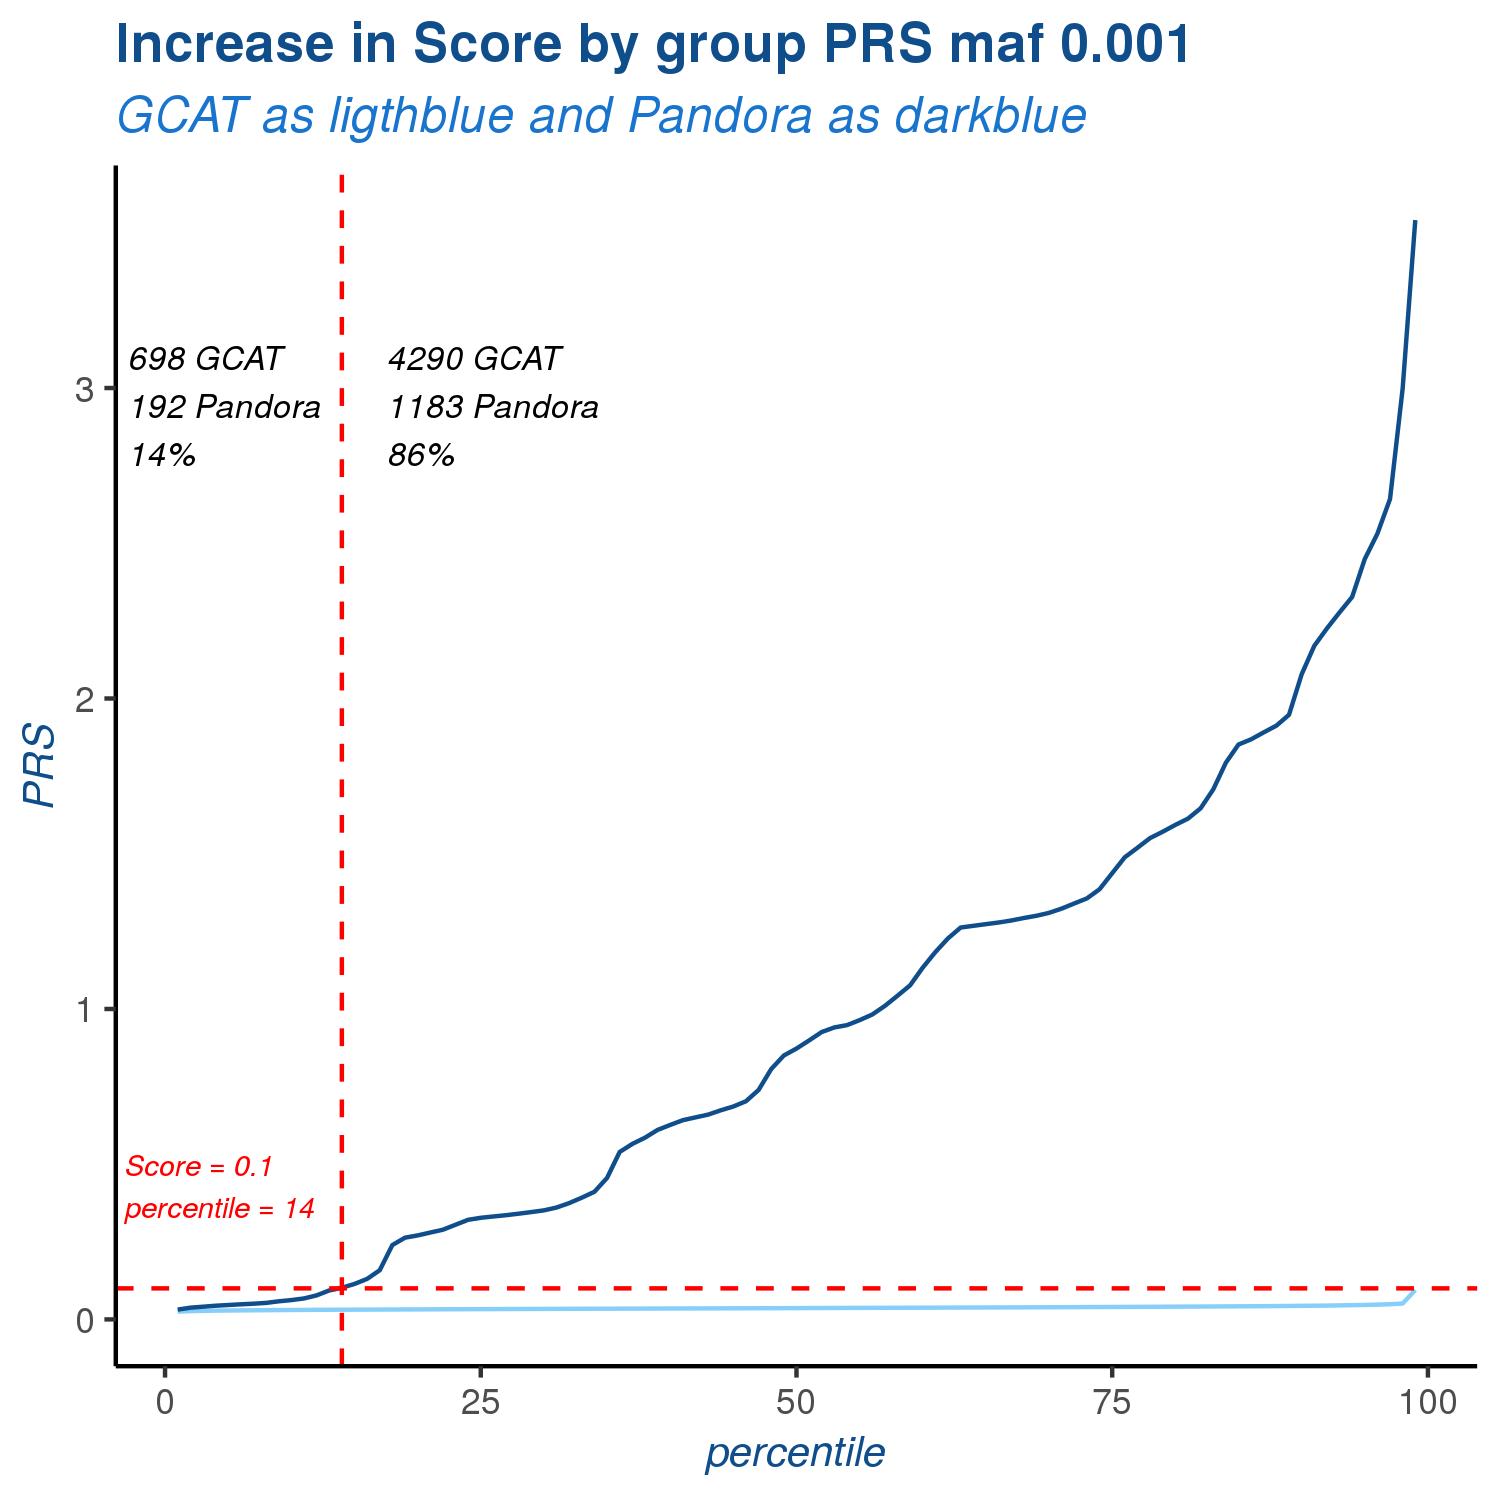 Increase in Score by group PRS maf 0.001
GCAT as ligthblue and Pandora as darkblue
698 GCAT
192 Pandora
14%
4290 GCAT
1183 Pandora
86%
3
2
1
0
PRS
Score = 0.1
percentile = 14
0
25
50
75
100
percentile